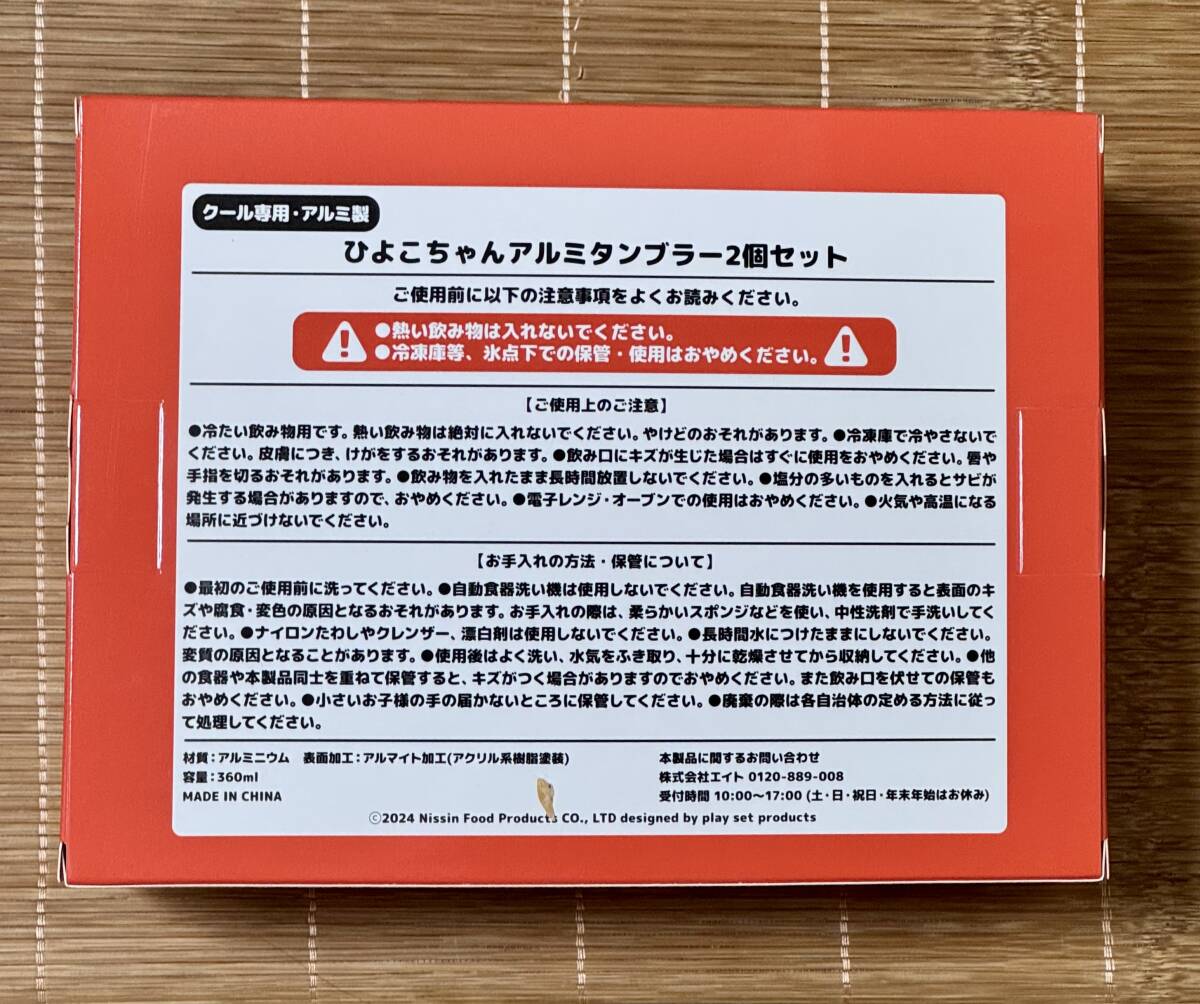 クール専用・アルミ製
ひよこちゃんアルミタンブラー2個セット
ご使用前に以下の注意事項をよくお読みください。
●熱い飲み物は入れないでください。
●冷凍庫等、氷点下での保管・使用はおやめください。
【ご使用上のご注意】
●冷たい飲み物用です。熱い飲み物は絶対に入れないでください。やけどのおそれがあります。●冷凍庫で冷やさないで
ください。皮膚につき、けがをするおそれがあります。●飲み口にキズが生じた場合はすぐに使用をおやめください。唇や
手指を切るおそれがあります。●飲み物を入れたまま長時間放置しないでください。●塩分の多いものを入れるとサビが
発生する場合がありますので、おやめください。●電子レンジ・オーブンでの使用はおやめください。●火気や高温になる
場所に近づけないでください。
【お手入れの方法・保管について】
●最初のご使用前に洗ってください。●自動食器洗い機は使用しないでください。自動食器洗い機を使用すると表面のキ
ズや腐食・変色の原因となるおそれがあります。お手入れの際は、柔らかいスポンジなどを使い、中性洗剤で手洗いしてく
ださい。●ナイロンたわしやクレンザー、漂白剤は使用しないでください。●長時間水につけたままにしないでください。
変質の原因となることがあります。●使用後はよく洗い、水気をふき取り、十分に乾燥させてから収納してください。●他
の食器や本製品同士を重ねて保管すると、キズがつく場合がありますのでおやめください。また飲み口を伏せての保管も
おやめください。●小さいお子様の手の届かないところに保管してください。●廃棄の際は各自治体の定める方法に従っ
て処理してください。
材質：アルミニウム　表面加工：アルマイト加工(アクリル系樹脂塗装)
容量：360ml
MADE IN CHINA
本製品に関するお問い合わせ
株式会社エイト 0120-889-008
受付時間 10:00〜17:00 (土・日・祝日・年末年始はお休み)
©2024 Nissin Food Products CO., LTD designed by play set products